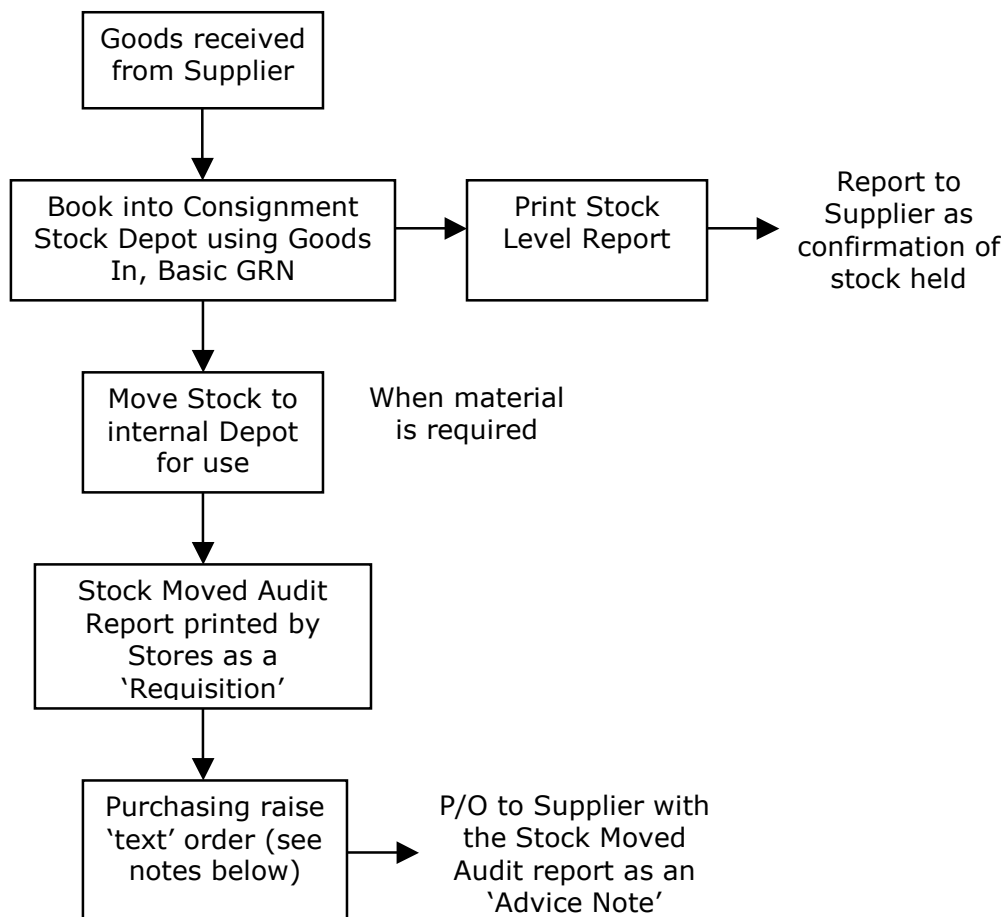 Goods received
from Supplier
Book into Consignment
Stock Depot using Goods
In, Basic GRN
Print Stock
Level Report
Report to
Supplier as
confirmation of
stock held
Move Stock to
internal Depot
for use
When material
is required
Stock Moved Audit
Report printed by
Stores as a
‘Requisition’
Purchasing raise
‘text’ order (see
notes below)
P/O to Supplier with
the Stock Moved
Audit report as an
‘Advice Note’